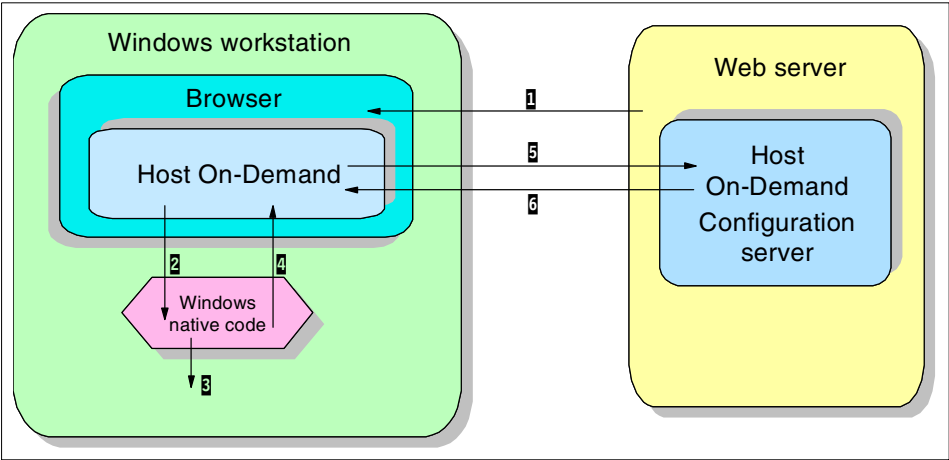 Windows workstation
Web server
Browser
1
Host On-Demand
5
Host
On-Demand
6
Configuration
server
2
4
Windows
native code
3